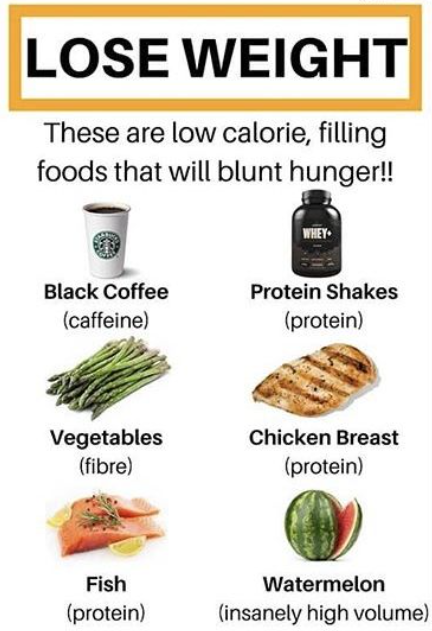 LOSE WEIGHT
These are low calorie, filling
foods that will blunt hunger!!
WHEY+
Black Coffee
(caffeine)
Protein Shakes
(protein)
Vegetables
(fibre)
Chicken Breast
(protein)
Fish
(protein)
Watermelon
(insanely high volume)